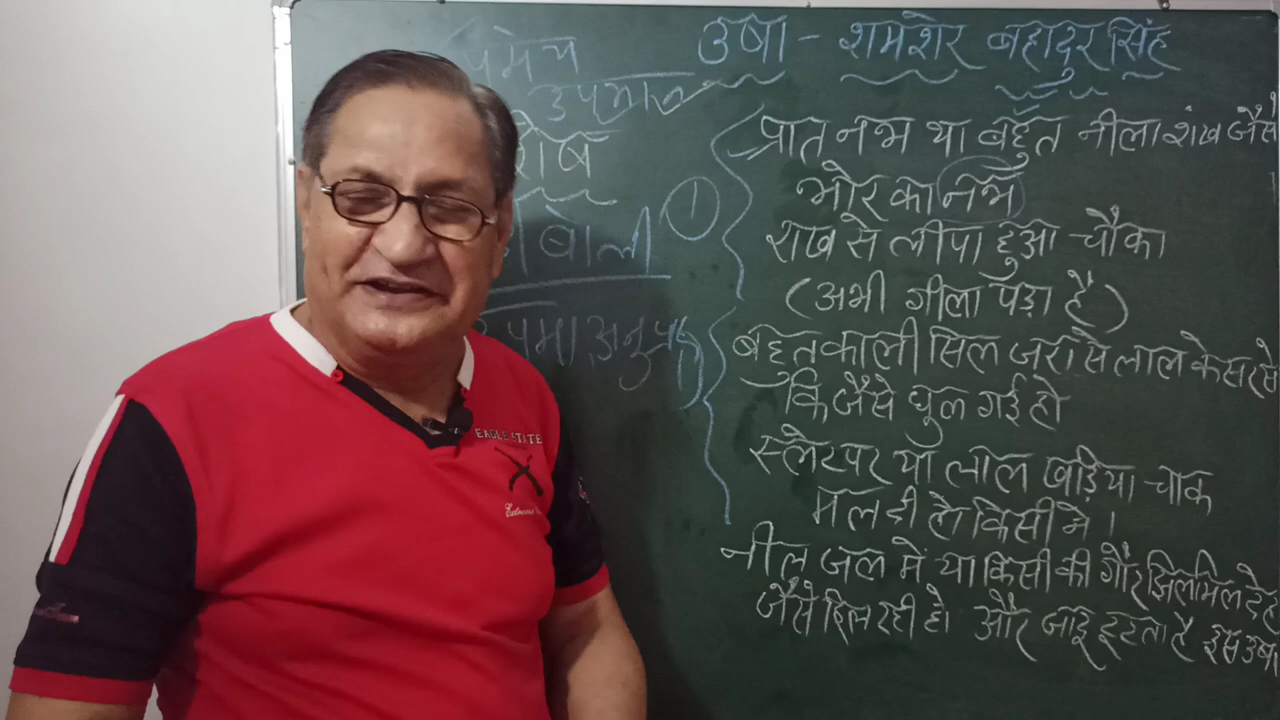 उषा - शमशेर बहादुर सिंह
उपमान
बोली
प्रात नभ था बहुत नीला शंख जैसे
भोर का नभ
राख से लीपा हुआ चौका
(अभी गीला पड़ा है)
①
बहुत काली सिल जरा से लाल केसर से
कि जैसे धुल गई हो
स्लेट पर या लाल खड़िया चाक
मल दी हो किसी ने।
नील जल में या किसी की गौर झिलमिल देह
जैसे हिल रही हो और जादू टूटता है इस उषा
EAGLE STATE